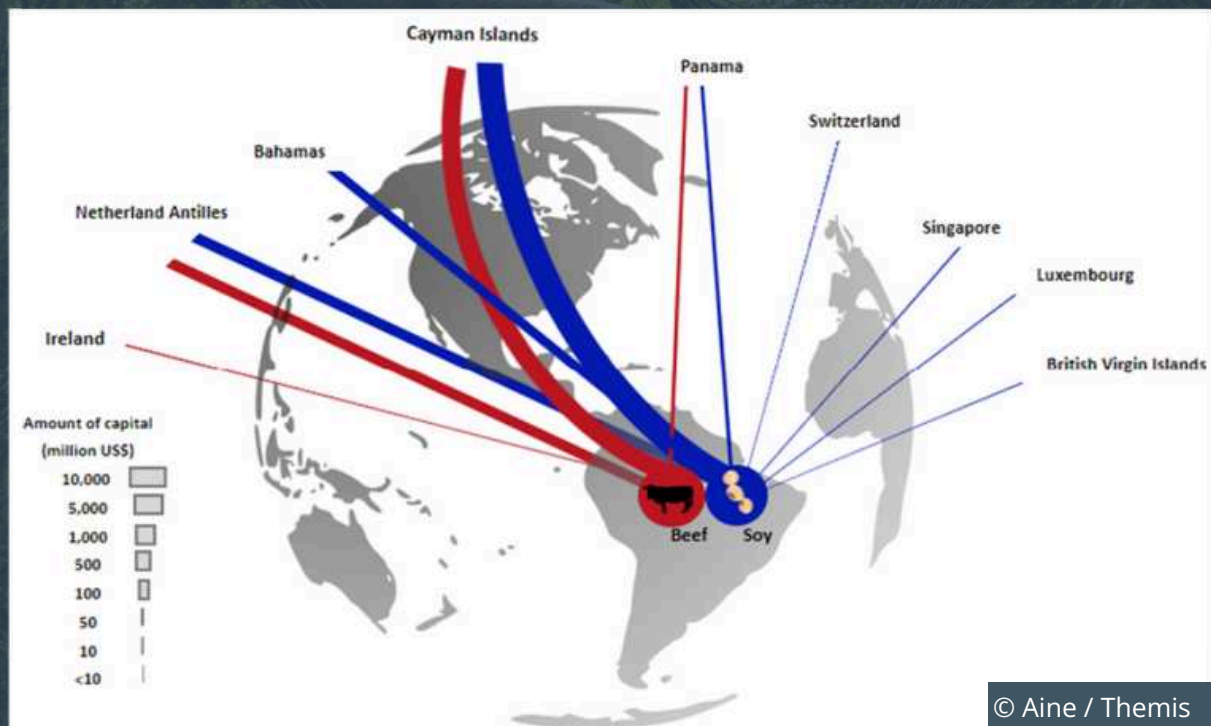 Cayman Islands
Panama
Switzerland
Bahamas
Netherland Antilles
Singapore
Luxembourg
Ireland
British Virgin Islands
Amount of capital
(million US$)
10,000
5,000
1,000
500
100
50
10
<10
Beef
Soy
© Aine / Themis